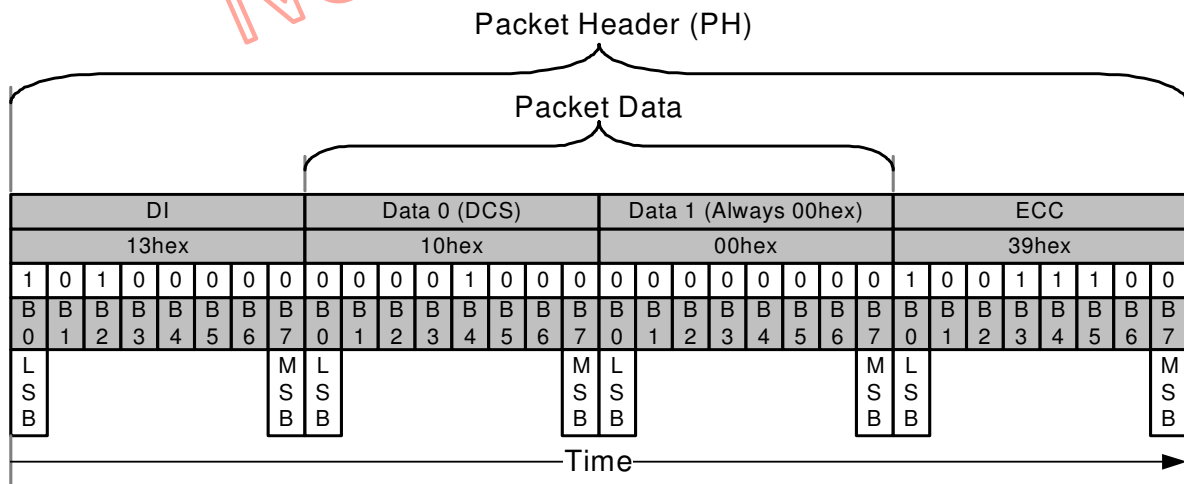 Packet Header (PH)
Packet Data
DI Data 0 (DCS) Data 1 (Always 00hex) ECC
13hex 10hex 00hex 39hex
1 0 1 0 0 0 0 0 0 0 0 0 1 0 0 0 0 0 0 0 0 0 0 0 1 0 0 1 1 1 0 0
B0 B1 B2 B3 B4 B5 B6 B7 B0 B1 B2 B3 B4 B5 B6 B7 B0 B1 B2 B3 B4 B5 B6 B7 B0 B1 B2 B3 B4 B5 B6 B7
LSB MSB LSB MSB LSB MSB LSB MSB
Time